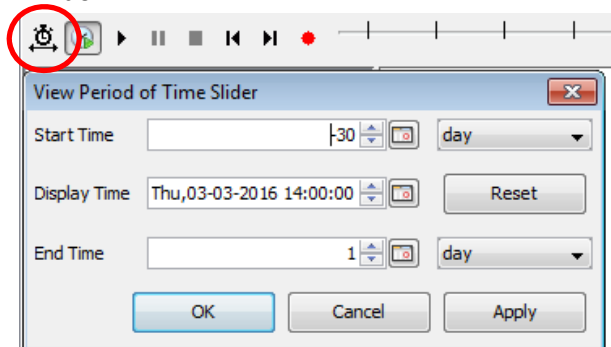 View Period of Time Slider
Start Time -30 day
Display Time Thu,03-03-2016 14:00:00 Reset
End Time 1 day
OK Cancel Apply